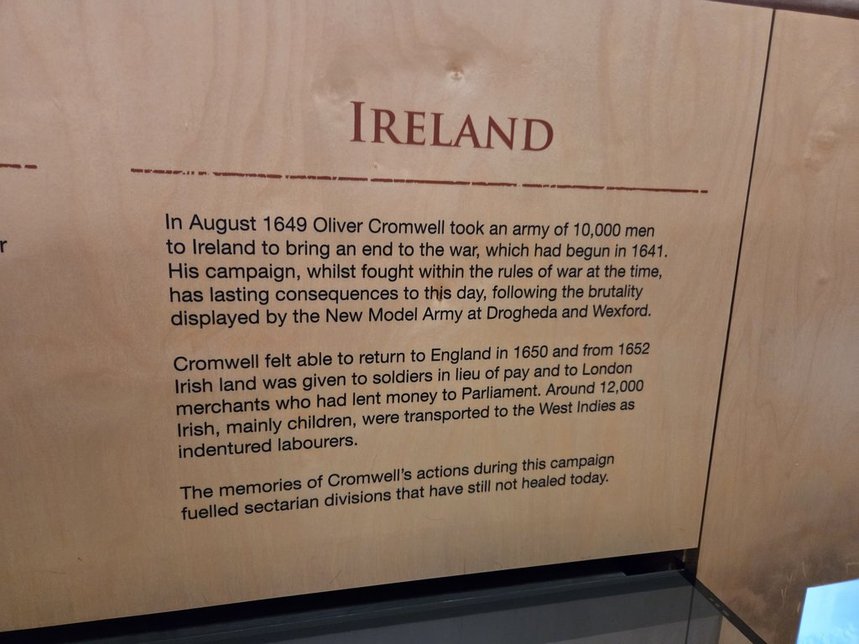 IRELAND
In August 1649 Oliver Cromwell took an army of 10,000 men
to Ireland to bring an end to the war, which had begun in 1641.
His campaign, whilst fought within the rules of war at the time,
has lasting consequences to this day, following the brutality
displayed by the New Model Army at Drogheda and Wexford.
Cromwell felt able to return to England in 1650 and from 1652
Irish land was given to soldiers in lieu of pay and to London
merchants who had lent money to Parliament. Around 12,000
Irish, mainly children, were transported to the West Indies as
indentured labourers.
The memories of Cromwell's actions during this campaign
fuelled sectarian divisions that have still not healed today.